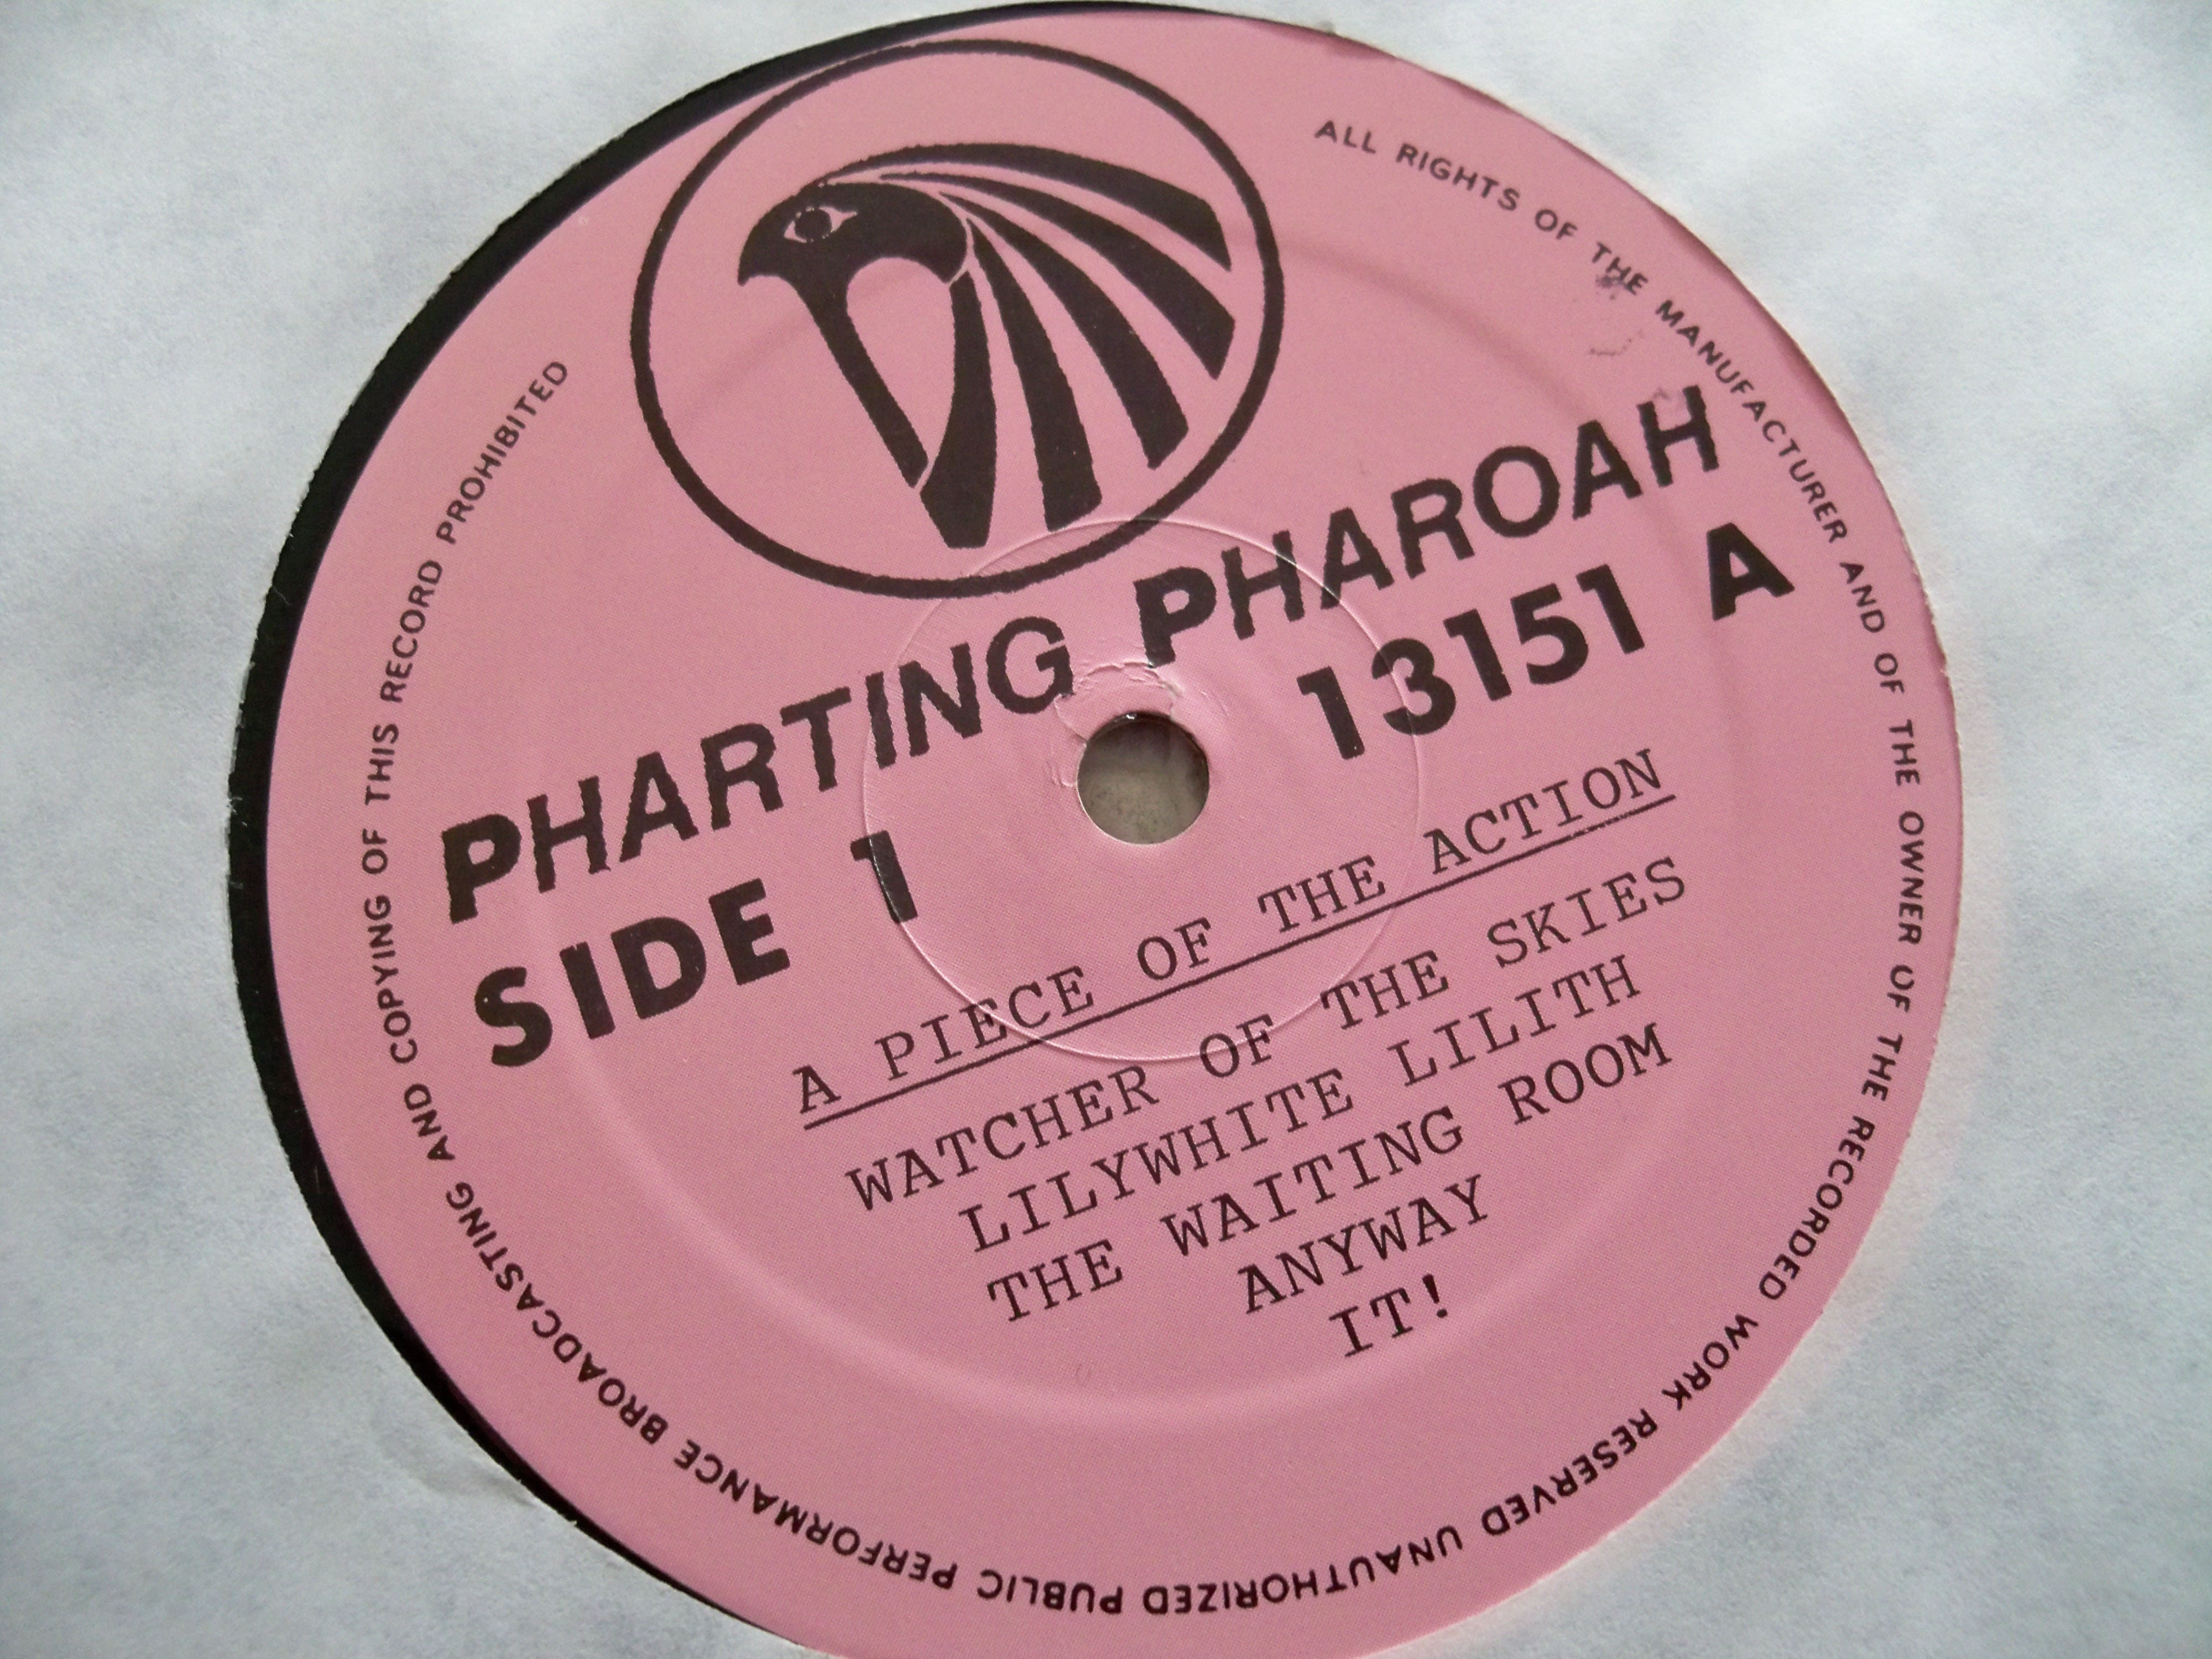 PHARTING PHAROAH
SIDE 1 13151 A
A PIECE OF THE ACTION
WATCHER OF THE SKIES
LILYWHITE LILITH
THE WAITING ROOM
ANYWAY
IT!
ALL RIGHTS OF THE MANUFACTURER AND OF THE OWNER OF THE RECORDED WORK RESERVED UNAUTHORIZED PUBLIC PERFORMANCE BROADCASTING AND COPYING OF THIS RECORD PROHIBITED